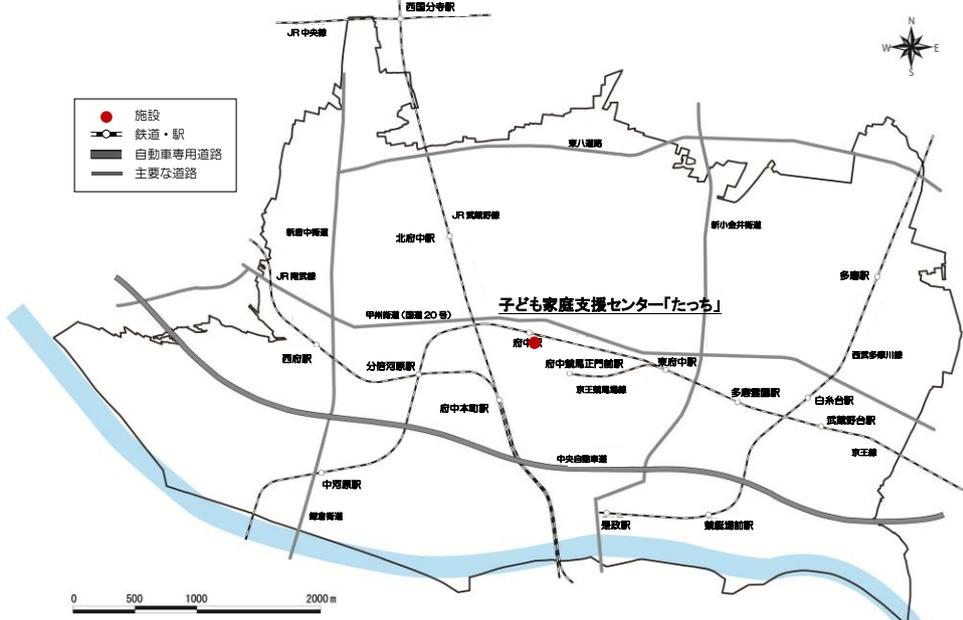 西国分寺駅
JR中央線
N
W
E
S
施設
鉄道・駅
自動車専用道路
主要な道路
東八道路
JR武蔵野線
新小金井街道
新府中街道
北府中駅
JR南武線
多磨駅
子ども家庭支援センター「たっち」
甲州街道(国道20号)
府中駅
西府駅
分倍河原駅
府中競馬正門前駅
東府中駅
西武多摩川線
京王競馬場線
多磨霊園駅
白糸台駅
府中本町駅
武蔵野台駅
京王線
中央自動車道
中河原駅
鎌倉街道
是政駅
競艇場前駅
0 500 1000 2000m